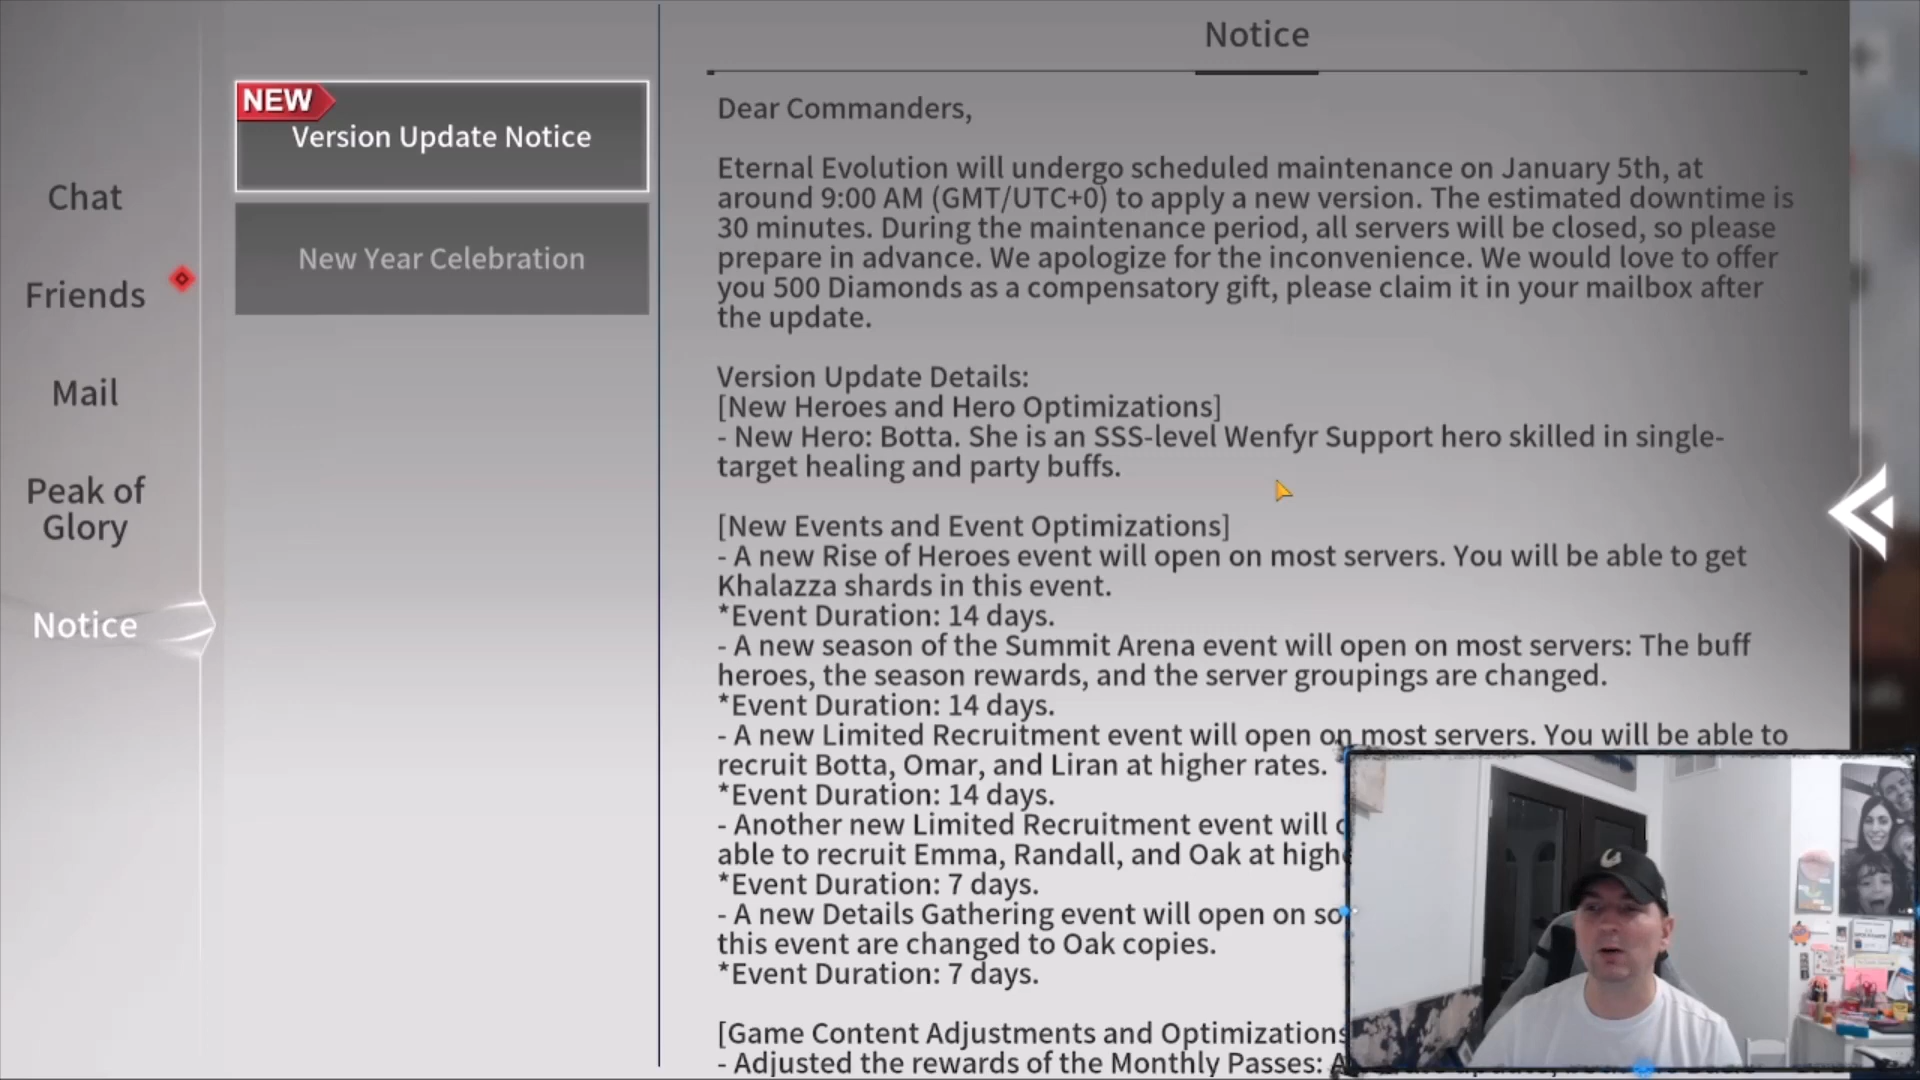 Notice
NEW
Version Update Notice
New Year Celebration
Chat
Friends
Mail
Peak of
Glory
Notice
Dear Commanders,
Eternal Evolution will undergo scheduled maintenance on January 5th, at
around 9:00 AM (GMT/UTC+0) to apply a new version. The estimated downtime is
30 minutes. During the maintenance period, all servers will be closed, so please
prepare in advance. We apologize for the inconvenience. We would love to offer
you 500 Diamonds as a compensatory gift, please claim it in your mailbox after
the update.
Version Update Details:
[New Heroes and Hero Optimizations]
- New Hero: Botta. She is an SSS-level Wenfyr Support hero skilled in single-
target healing and party buffs.
[New Events and Event Optimizations]
- A new Rise of Heroes event will open on most servers. You will be able to get
Khalazza shards in this event.
*Event Duration: 14 days.
- A new season of the Summit Arena event will open on most servers: The buff
heroes, the season rewards, and the server groupings are changed.
*Event Duration: 14 days.
- A new Limited Recruitment event will open on most servers. You will be able to
recruit Botta, Omar, and Liran at higher rates.
*Event Duration: 14 days.
- Another new Limited Recruitment event will
able to recruit Emma, Randall, and Oak at
*Event Duration: 7 days.
- A new Details Gathering event will open on
this event are changed to Oak copies.
*Event Duration: 7 days.
[Game Content Adjustments and Optimizations
- Adjusted the rewards of the Monthly Passes: